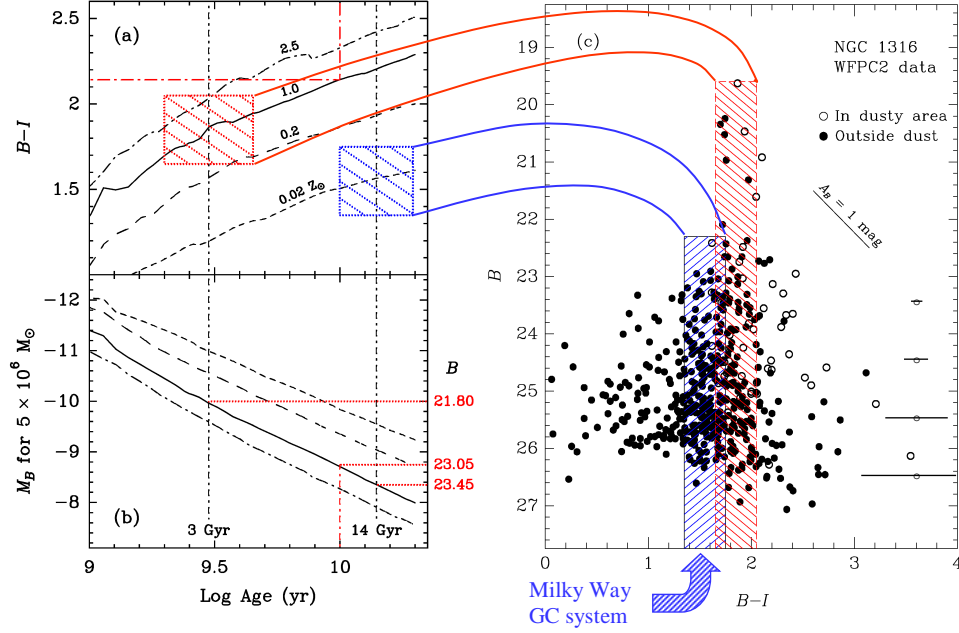 (a)
2.5
1.0
0.2
0.02 Z⊙
B−I
2.5
2
1.5
(b)
M_B for 5 × 10⁶ M⊙
−12
−11
−10
−9
−8
3 Gyr
14 Gyr
9
9.5
10
Log Age (yr)
B
21.80
23.05
23.45
(c)
NGC 1316
WFPC2 data
In dusty area
Outside dust
A_B = 1 mag
B
19
20
21
22
23
24
25
26
27
0
1
2
3
4
B−I
Milky Way
GC system